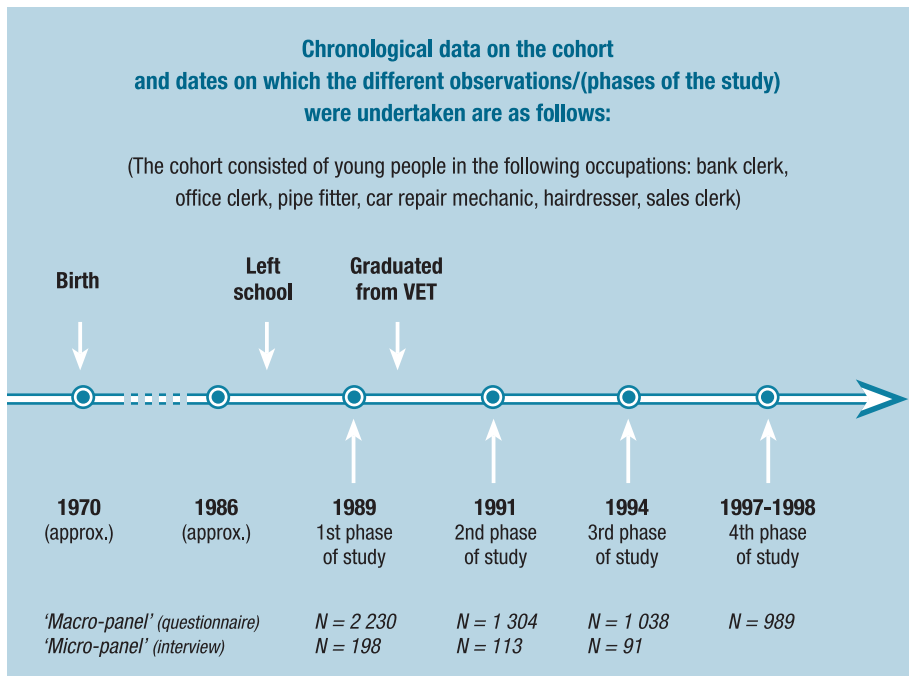 Chronological data on the cohort
and dates on which the different observations/(phases of the study)
were undertaken are as follows:
(The cohort consisted of young people in the following occupations: bank clerk,
office clerk, pipe fitter, car repair mechanic, hairdresser, sales clerk)
Birth
Left
school
Graduated
from VET
1970
(approx.)
1986
(approx.)
1989
1st phase
of study
1991
2nd phase
of study
1994
3rd phase
of study
1997-1998
4th phase
of study
'Macro-panel' (questionnaire) N = 2 230 N = 1 304 N = 1 038 N = 989
'Micro-panel' (interview) N = 198 N = 113 N = 91